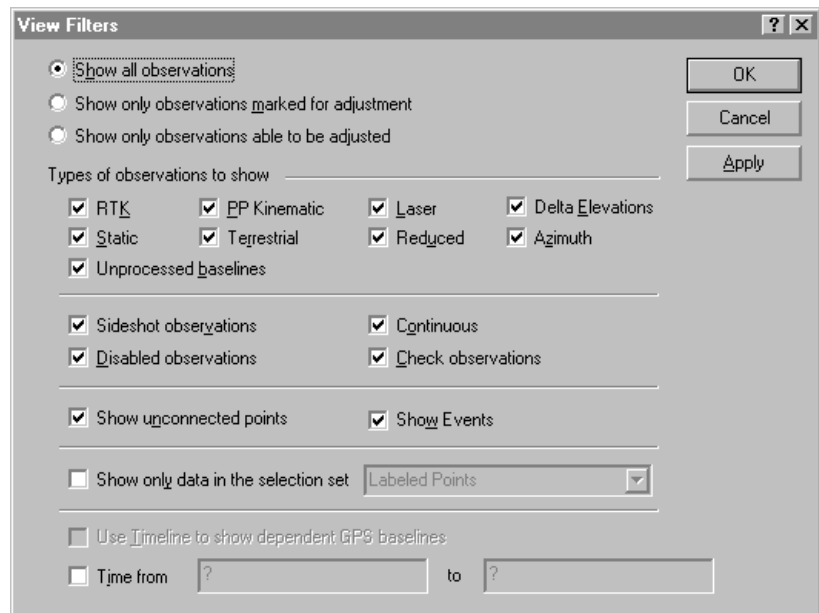 View Filters
Show all observations
Show only observations marked for adjustment
Show only observations able to be adjusted
OK
Cancel
Apply
Types of observations to show
RTK PP Kinematic Laser Delta Elevations
Static Terrestrial Reduced Azimuth
Unprocessed baselines
Sideshot observations Continuous
Disabled observations Check observations
Show unconnected points Show Events
Show only data in the selection set Labeled Points
Use Timeline to show dependent GPS baselines
Time from ? to ?